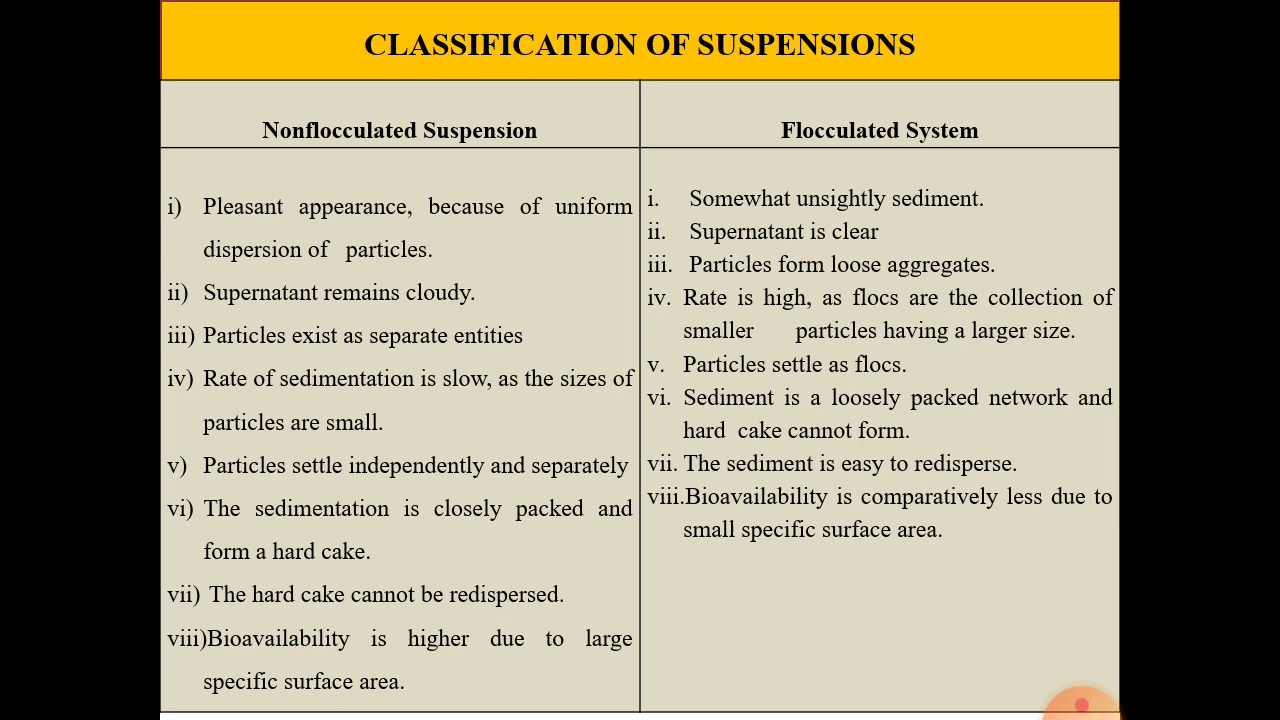 CLASSIFICATION OF SUSPENSIONS
Nonflocculated Suspension
i) Pleasant appearance, because of uniform
dispersion of particles.
ii) Supernatant remains cloudy.
iii) Particles exist as separate entities
iv) Rate of sedimentation is slow, as the sizes of
particles are small.
v) Particles settle independently and separately
vi) The sedimentation is closely packed and
form a hard cake.
vii) The hard cake cannot be redispersed.
viii)Bioavailability is higher due to large
specific surface area.
Flocculated System
i. Somewhat unsightly sediment.
ii. Supernatant is clear
iii. Particles form loose aggregates.
iv. Rate is high, as flocs are the collection of
smaller particles having a larger size.
v. Particles settle as flocs.
vi. Sediment is a loosely packed network and
hard cake cannot form.
vii. The sediment is easy to redisperse.
viii.Bioavailability is comparatively less due to
small specific surface area.